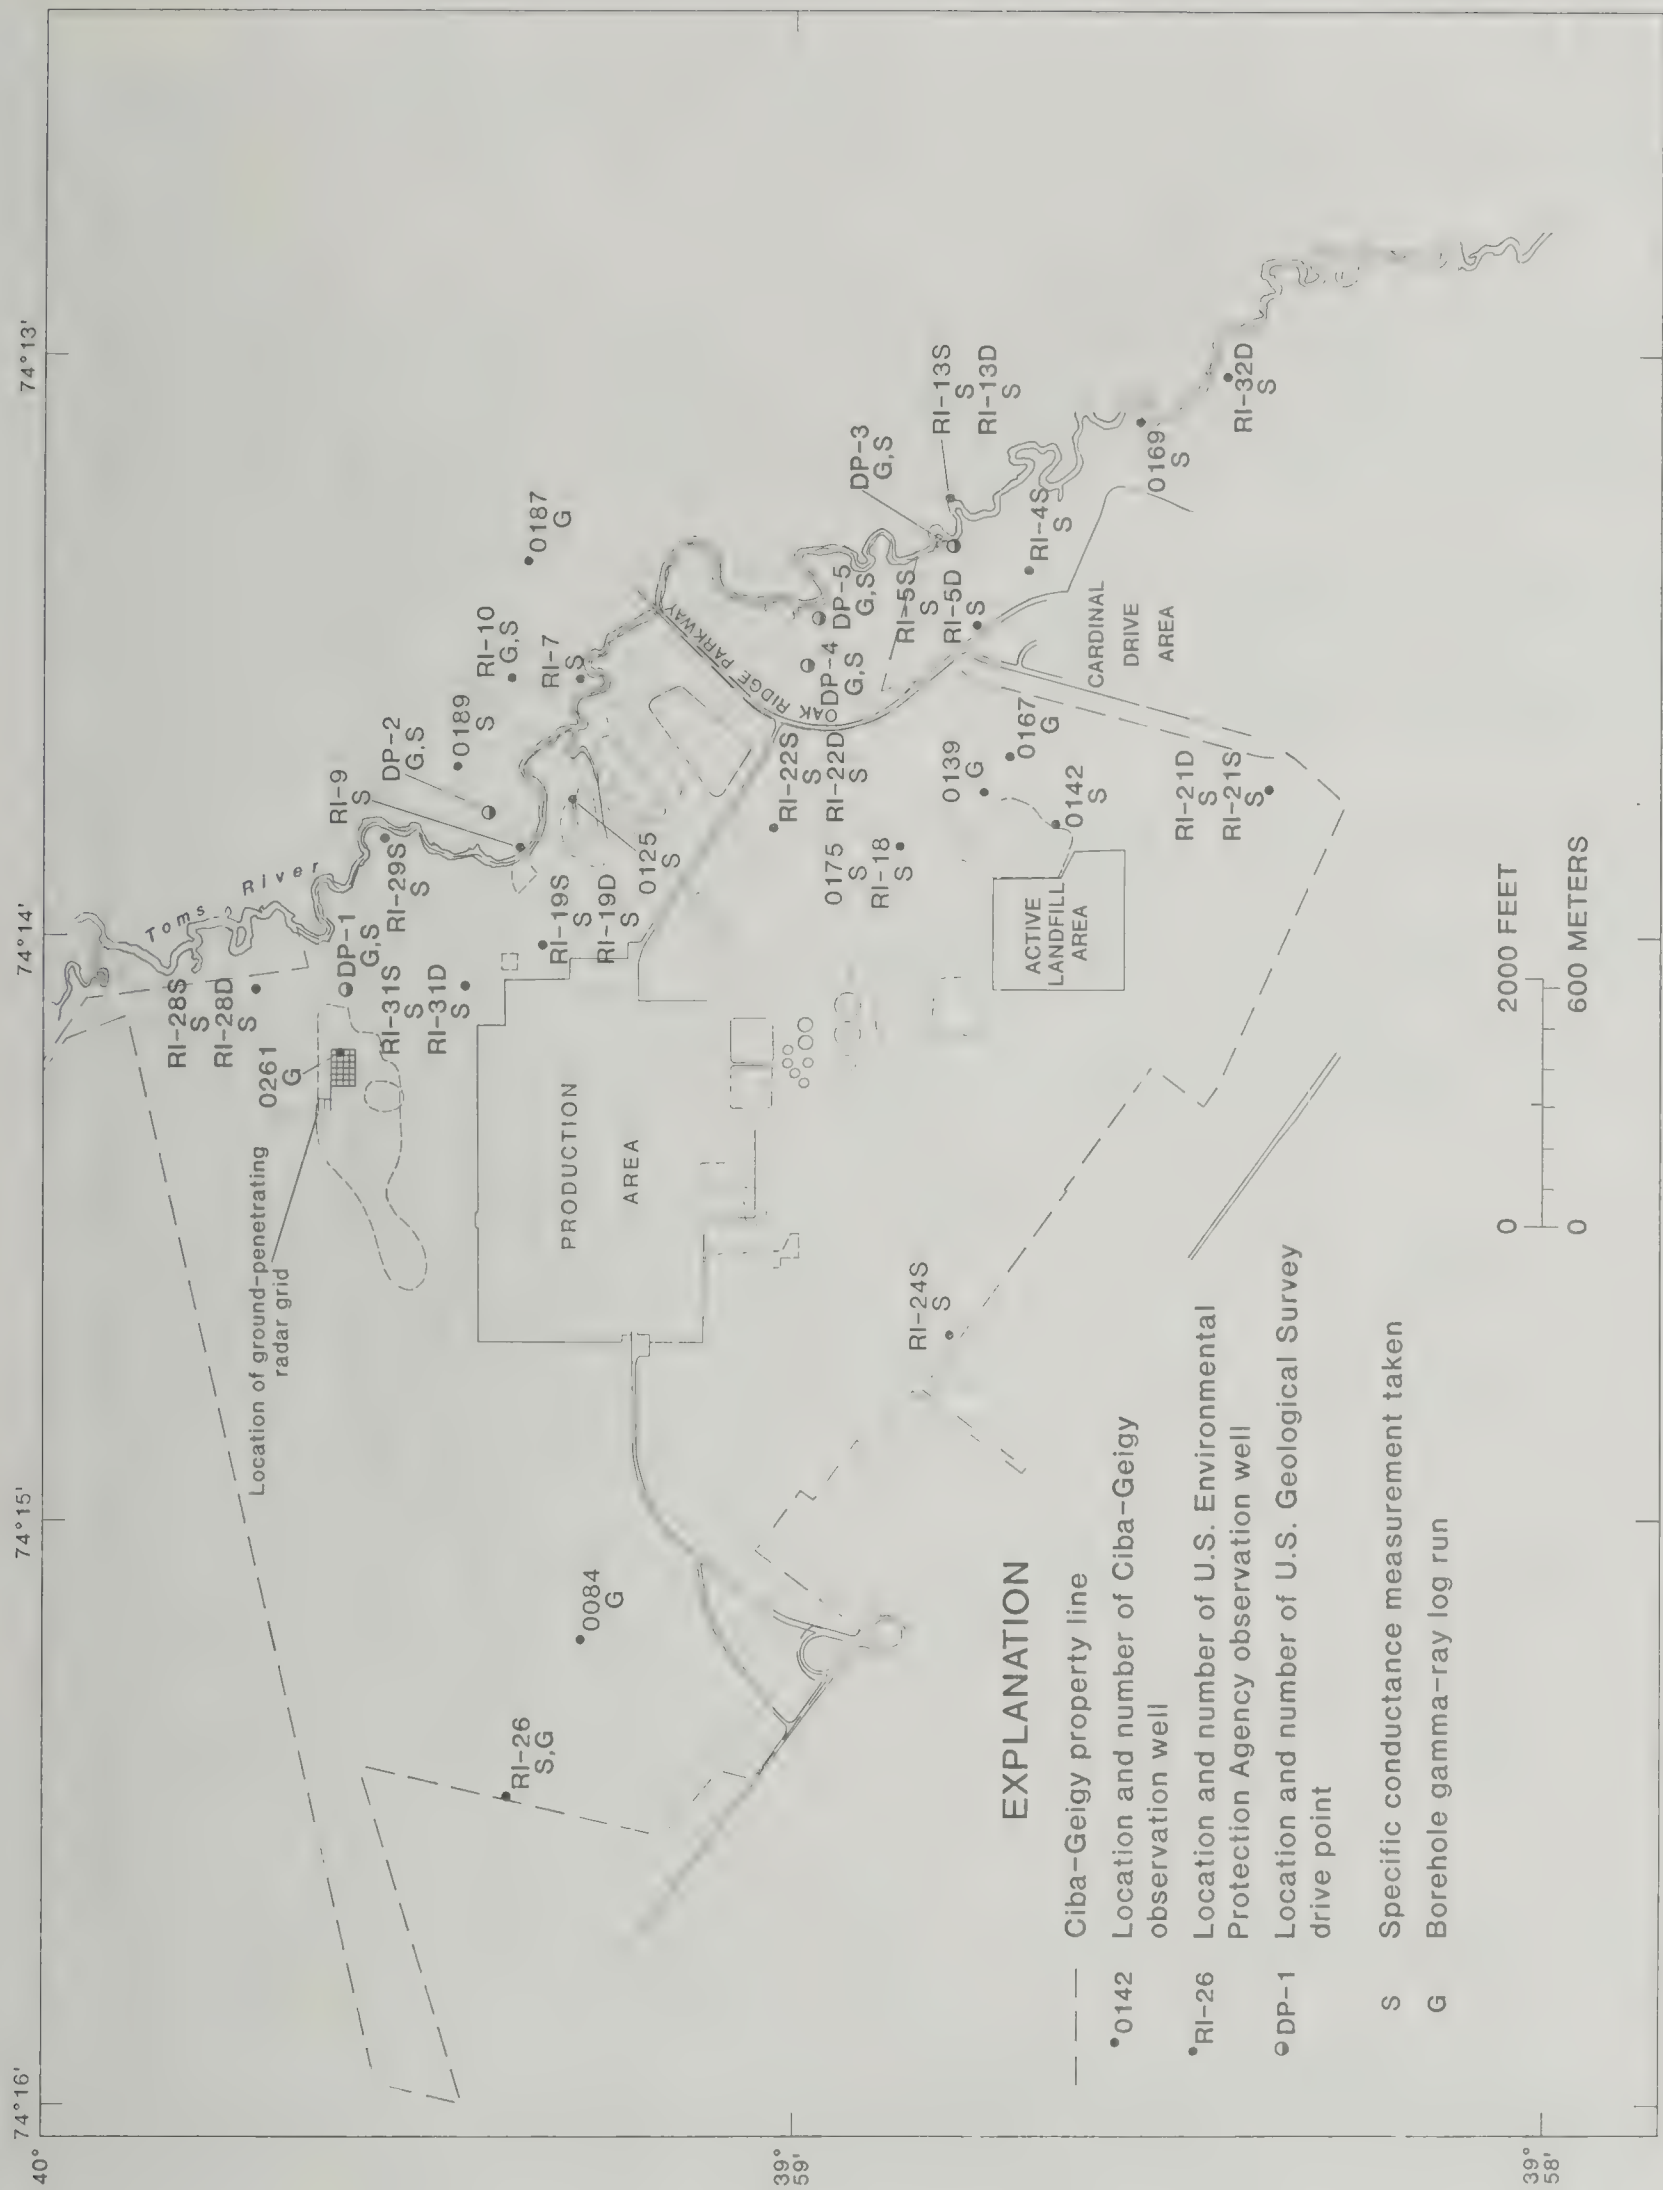 74°16'
74°15'
74°14'
74°13'
40°
39°
59'
39°
58'
Toms River
RI-28S
S
RI-28D
S
0261
G
Location of ground-penetrating
radar grid
DP-1
G,S
RI-31S
S
RI-31D
S
RI-29S
S
RI-9
S
DP-2
G,S
0189
S
RI-10
G,S
RI-7
S
0187
G
RI-19S
S
RI-19D
S
0125
S
PRODUCTION
AREA
OAK RIDGE PARKWAY
RI-22S
S
RI-22D
S
0175
S
RI-18
S
DP-4
G,S
DP-5
G,S
DP-3
G,S
RI-5S
S
RI-5D
S
RI-13S
S
RI-13D
S
RI-4S
S
0169
S
RI-32D
S
CARDINAL
DRIVE
AREA
0139
G
0167
G
0142
S
ACTIVE
LANDFILL
AREA
RI-21D
S
RI-21S
S
RI-24S
S
0084
G
RI-26
S,G
EXPLANATION
Ciba-Geigy property line
0142 Location and number of Ciba-Geigy
observation well
RI-26 Location and number of U.S. Environmental
Protection Agency observation well
DP-1 Location and number of U.S. Geological Survey
drive point
S Specific conductance measurement taken
G Borehole gamma-ray log run
0 2000 FEET
0 600 METERS